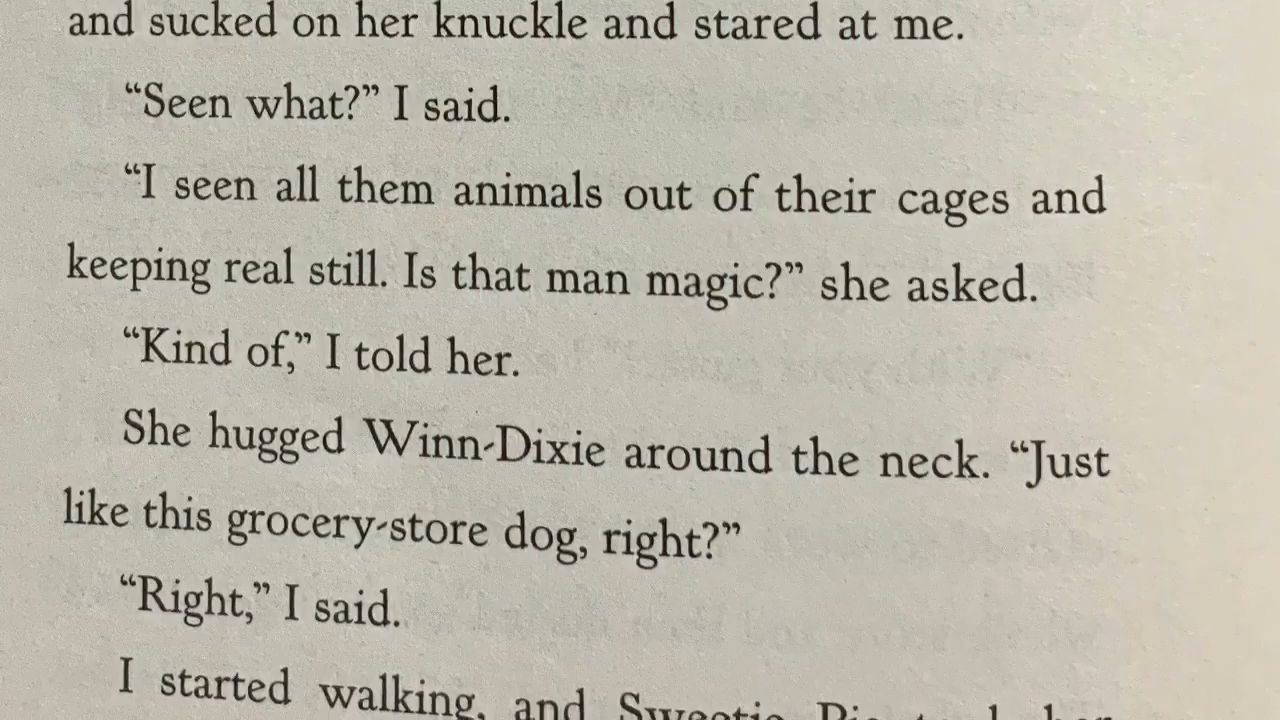 and sucked on her knuckle and stared at me.
“Seen what?” I said.
“I seen all them animals out of their cages and
keeping real still. Is that man magic?” she asked.
“Kind of,” I told her.
She hugged Winn-Dixie around the neck. “Just
like this grocery-store dog, right?”
“Right,” I said.
I started walking, and Sweetie Pie